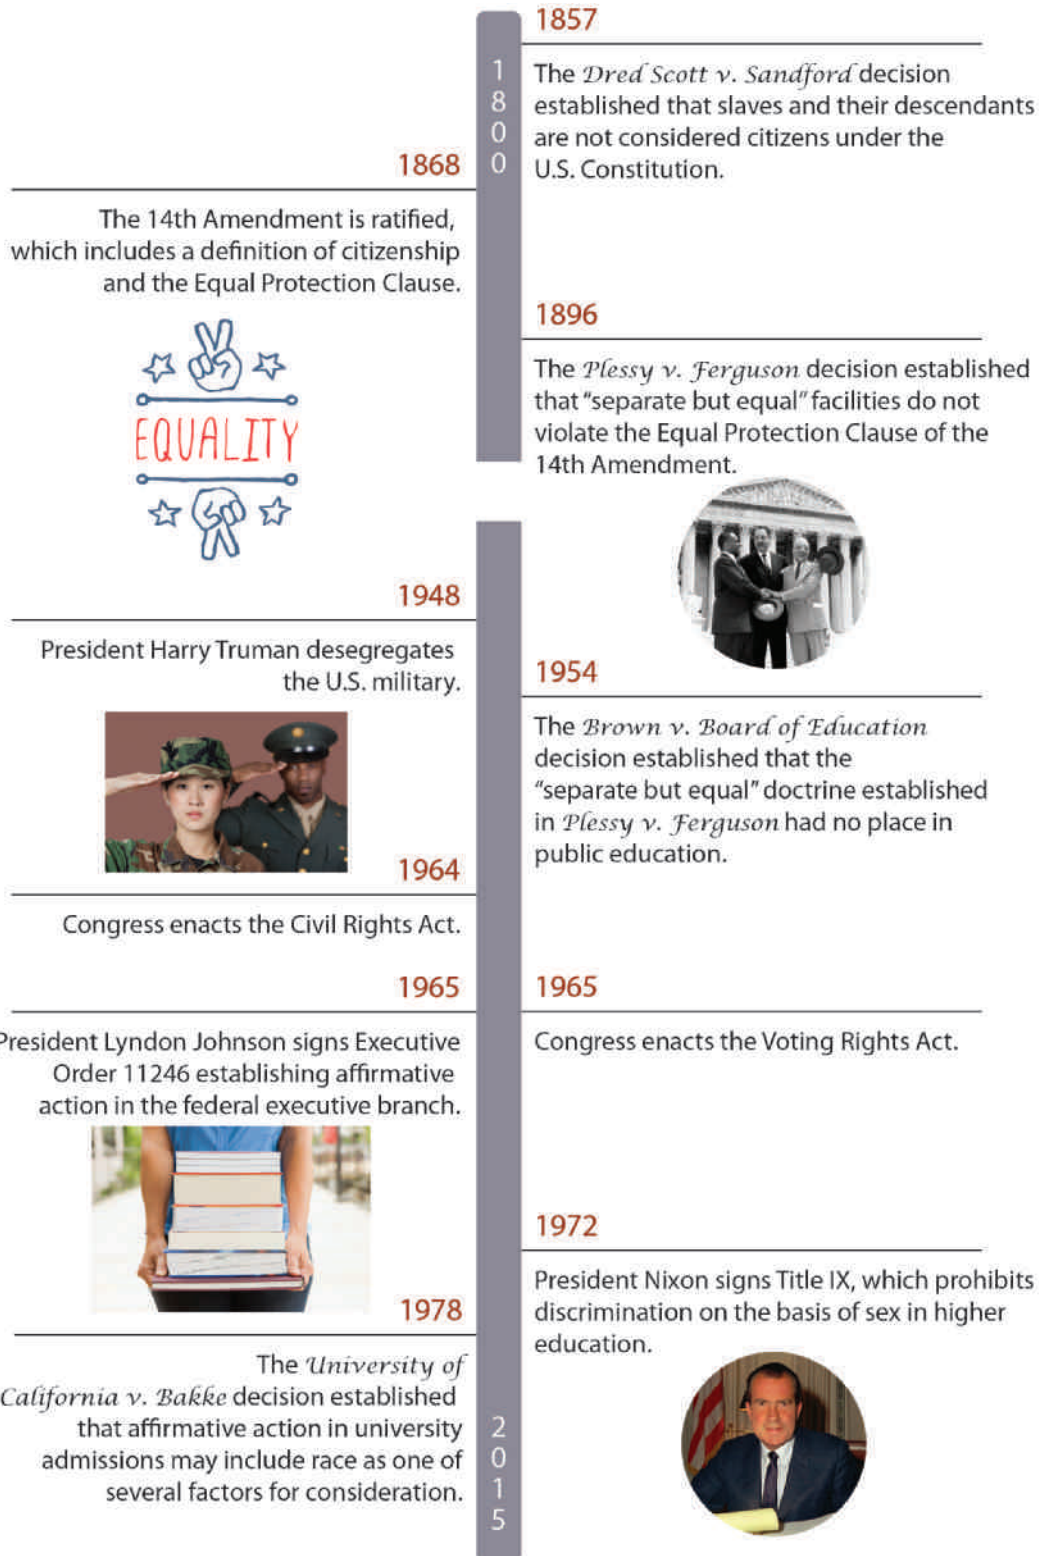 1857
1
8
0
0
The Dred Scott v. Sandford decision
established that slaves and their descendants
are not considered citizens under the
U.S. Constitution.
1868
The 14th Amendment is ratified,
which includes a definition of citizenship
and the Equal Protection Clause.
EQUALITY
1896
The Plessy v. Ferguson decision established
that “separate but equal” facilities do not
violate the Equal Protection Clause of the
14th Amendment.
1948
President Harry Truman desegregates
the U.S. military.
1954
The Brown v. Board of Education
decision established that the
“separate but equal” doctrine established
in Plessy v. Ferguson had no place in
public education.
1964
Congress enacts the Civil Rights Act.
1965
President Lyndon Johnson signs Executive
Order 11246 establishing affirmative
action in the federal executive branch.
1965
Congress enacts the Voting Rights Act.
1972
President Nixon signs Title IX, which prohibits
discrimination on the basis of sex in higher
education.
1978
The University of
California v. Bakke decision established
that affirmative action in university
admissions may include race as one of
several factors for consideration.
2
0
1
5